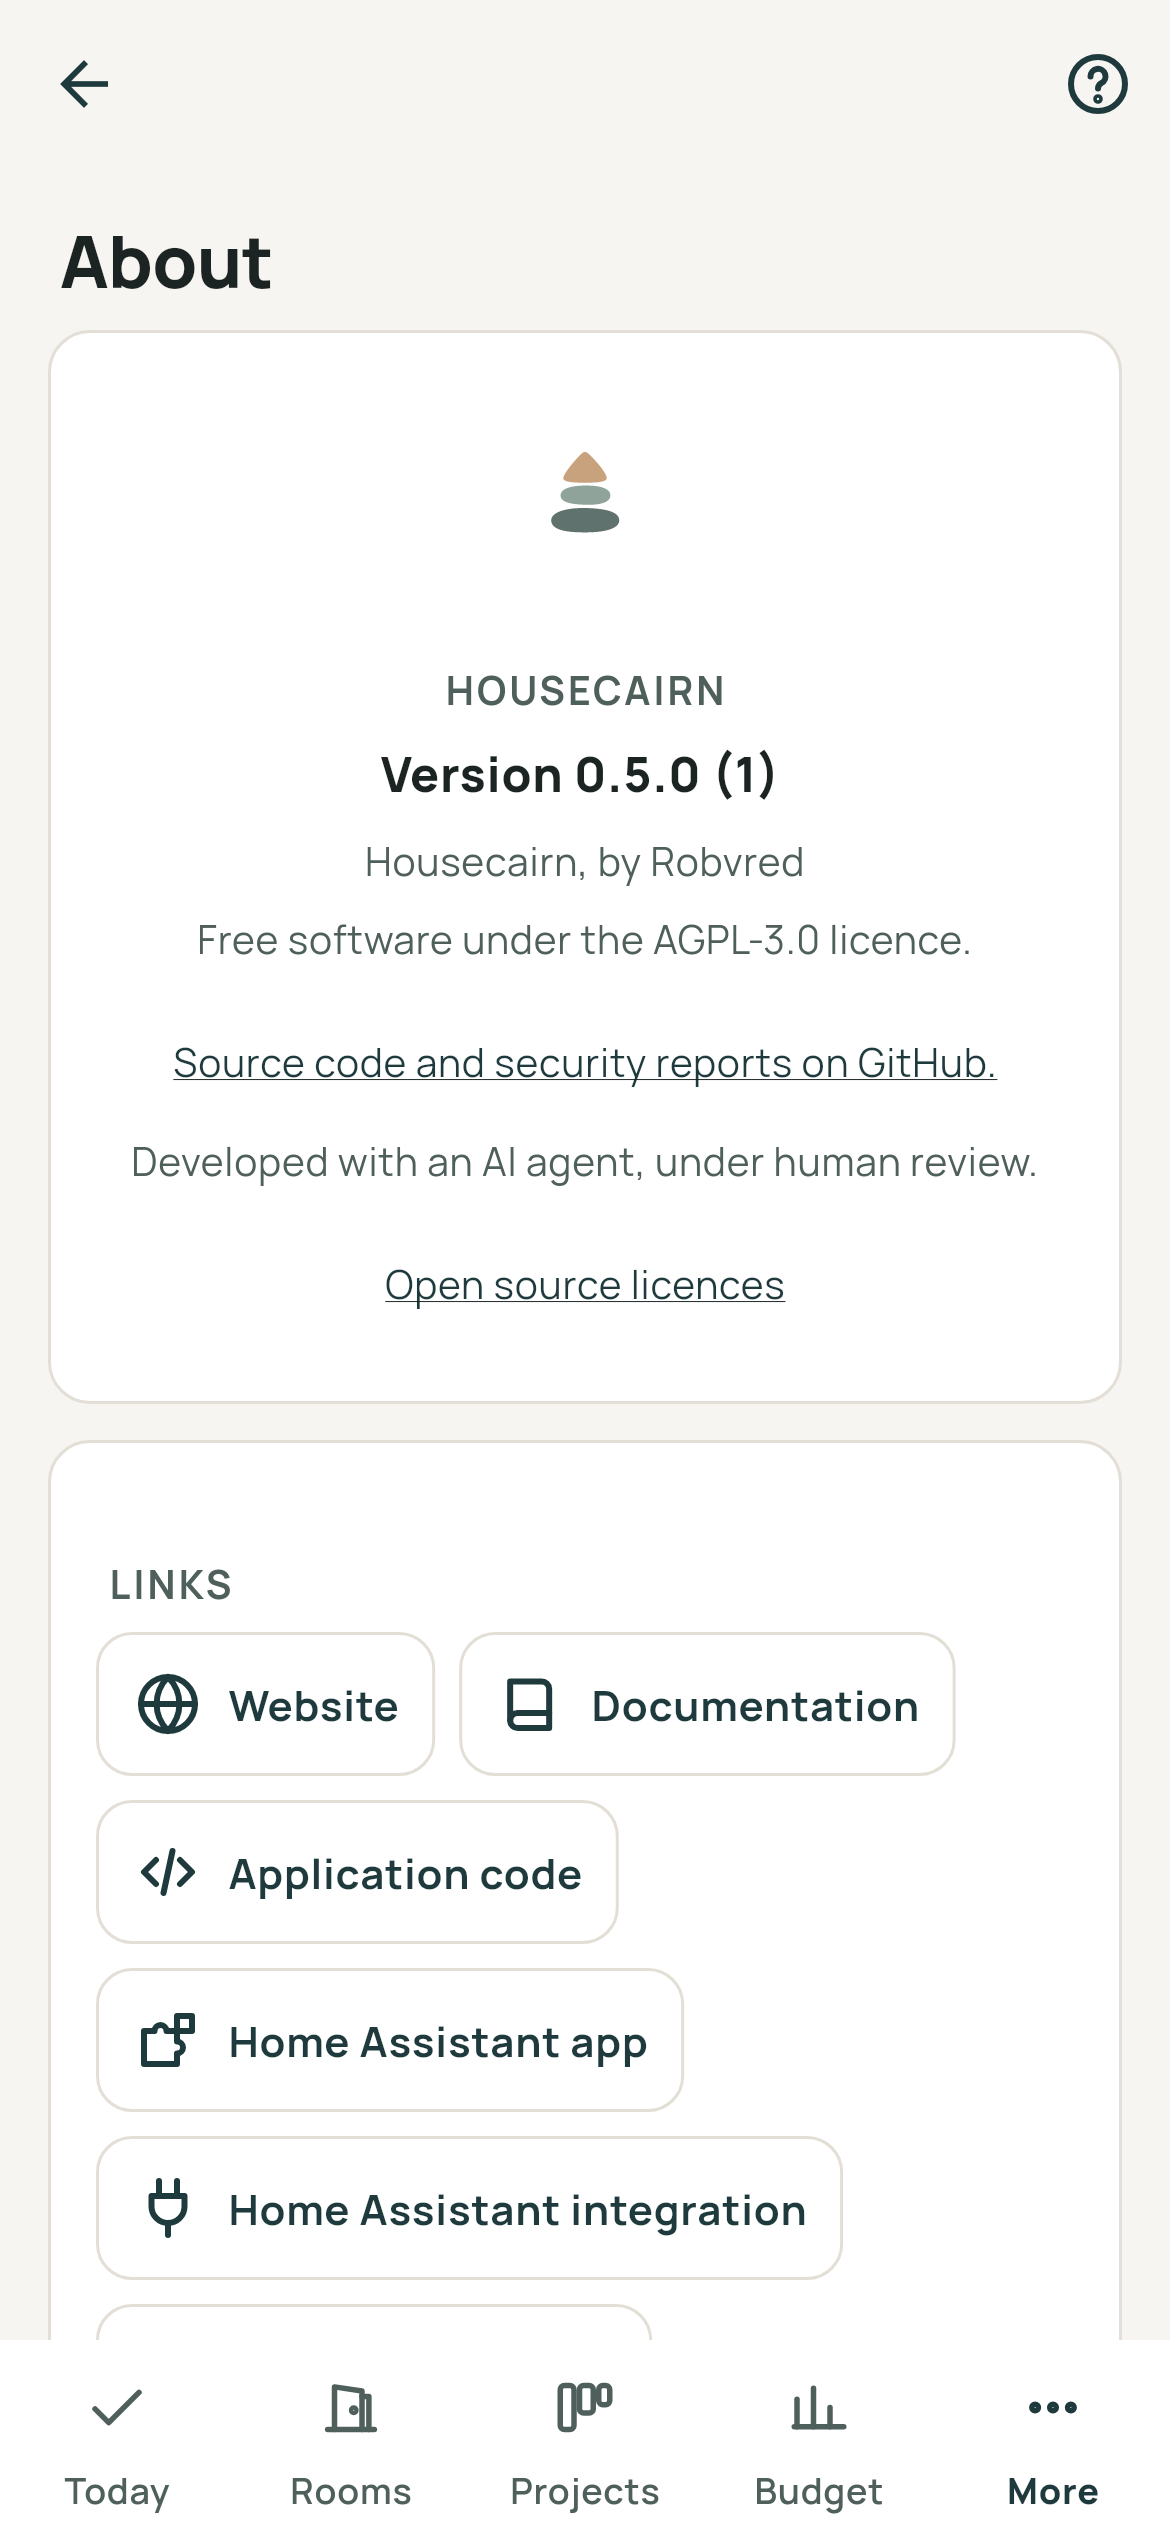 About
HOUSECAIRN
Version 0.5.0 (1)
Housecairn, by Robvred
Free software under the AGPL-3.0 licence.
Source code and security reports on GitHub.
Developed with an AI agent, under human review.
Open source licences
LINKS
Website
Documentation
Application code
Home Assistant app
Home Assistant integration
Today
Rooms
Projects
Budget
More